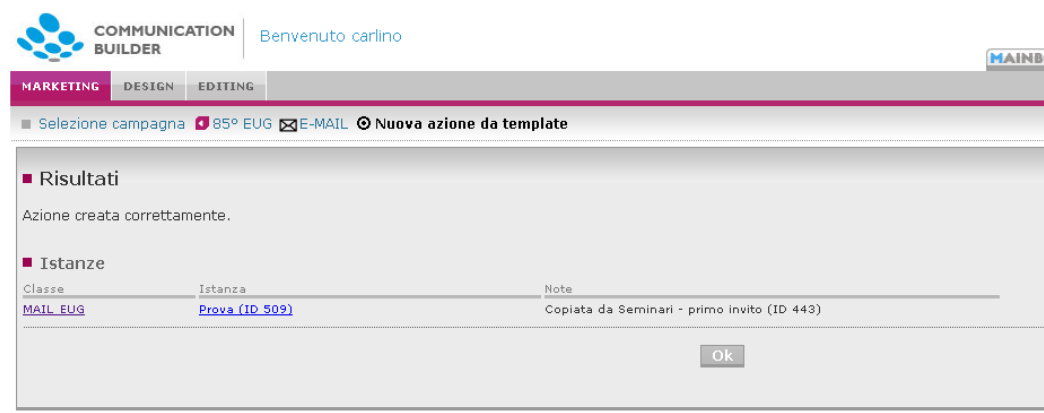 COMMUNICATION
BUILDER
Benvenuto carlino
MAINB
MARKETING DESIGN EDITING
Selezione campagna 85° EUG E-MAIL Nuova azione da template
Risultati
Azione creata correttamente.
Istanze
Classe Istanza Note
MAIL EUG Prova (ID 509) Copiata da Seminari - primo invito (ID 443)
Ok